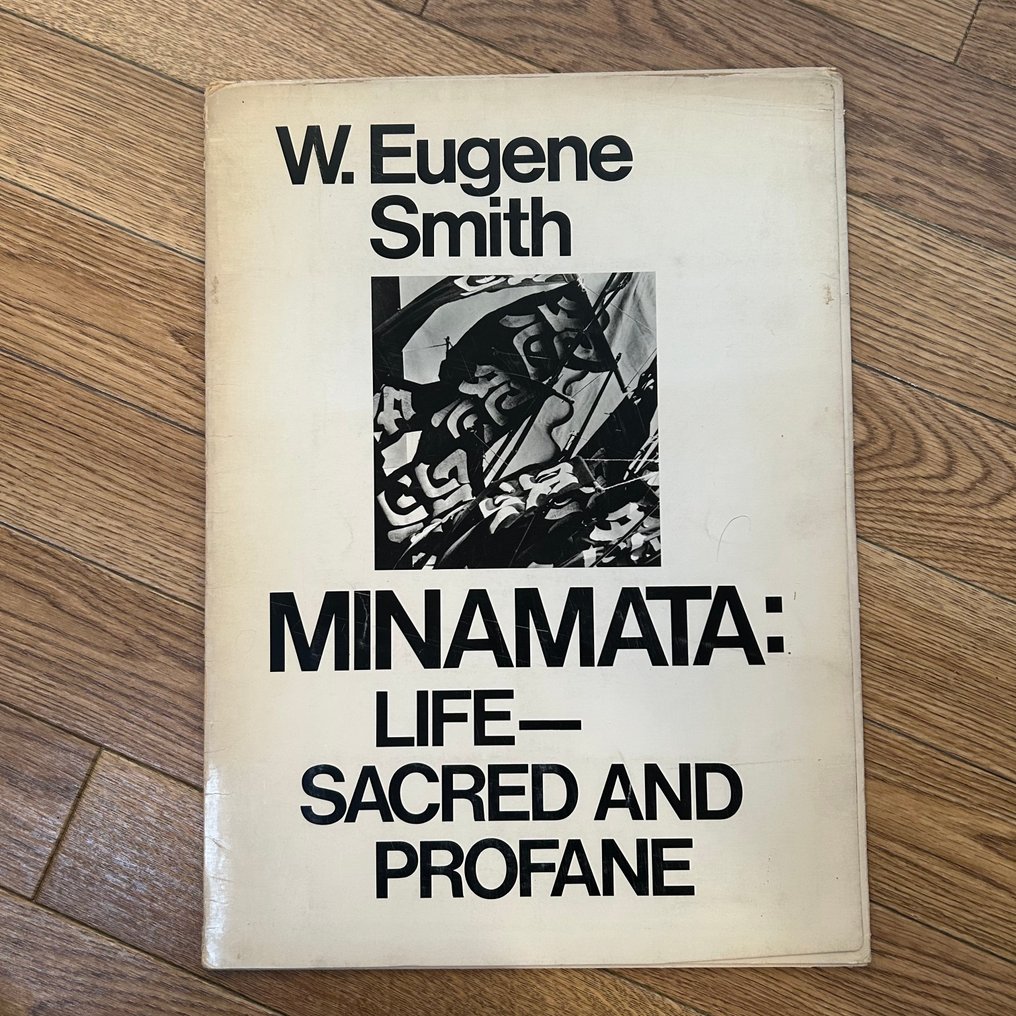 W. Eugene
Smith
MINAMATA:
LIFE—
SACRED AND
PROFANE